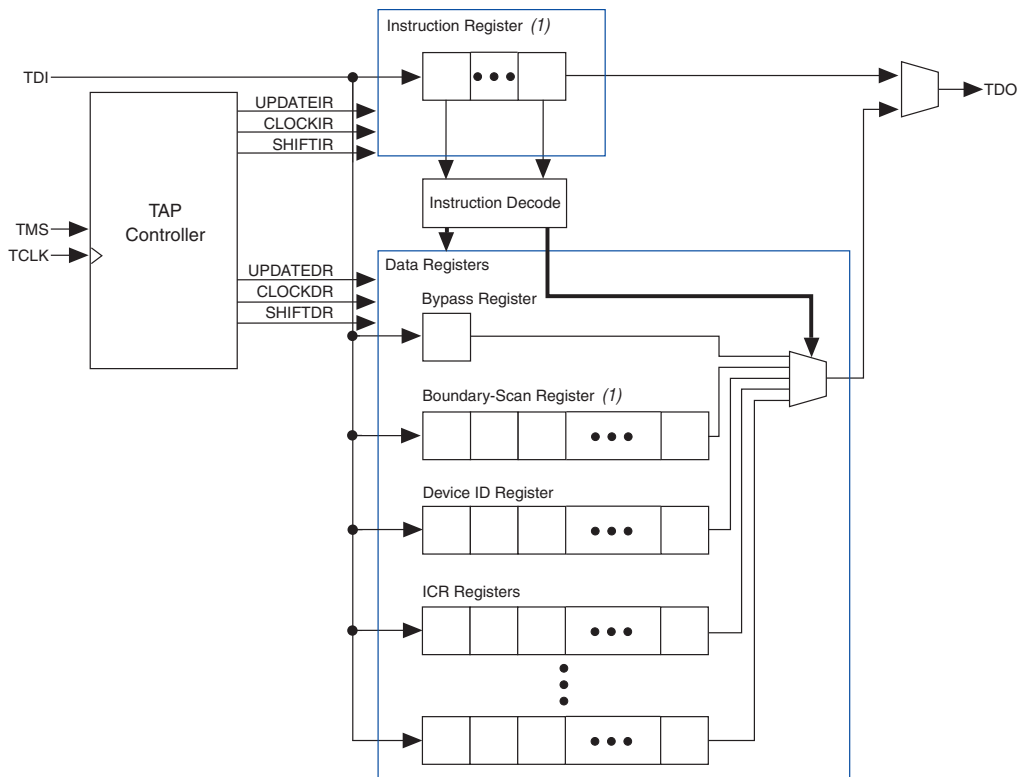 Instruction Register (1)
TDI
TDO
UPDATEIR
CLOCKIR
SHIFTIR
TAP
Controller
Instruction Decode
TMS
TCLK
Data Registers
UPDATEDR
CLOCKDR
SHIFTDR
Bypass Register
Boundary-Scan Register (1)
Device ID Register
ICR Registers